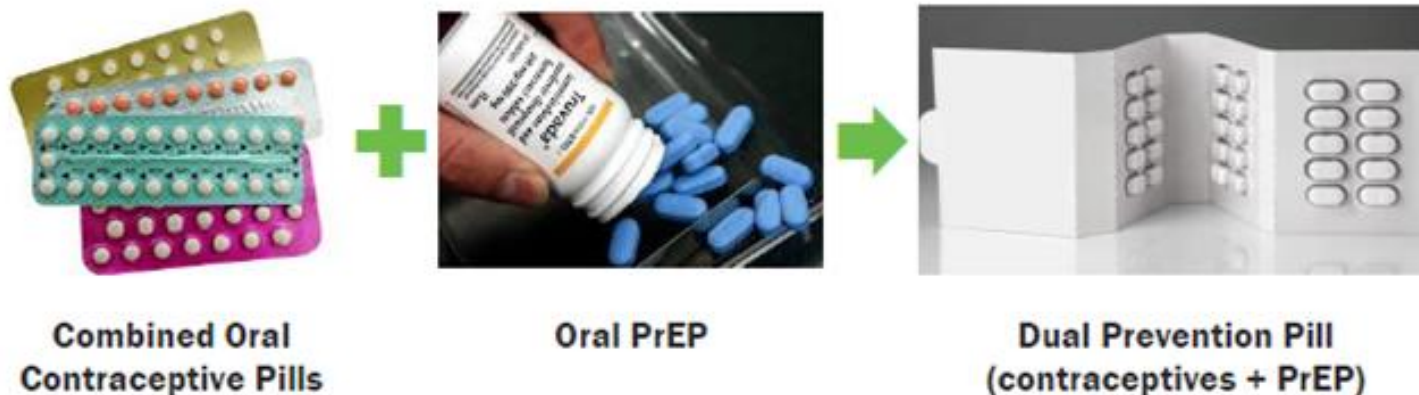 Truvada
Combined Oral
Contraceptive Pills
Oral PrEP
Dual Prevention Pill
(contraceptives + PrEP)